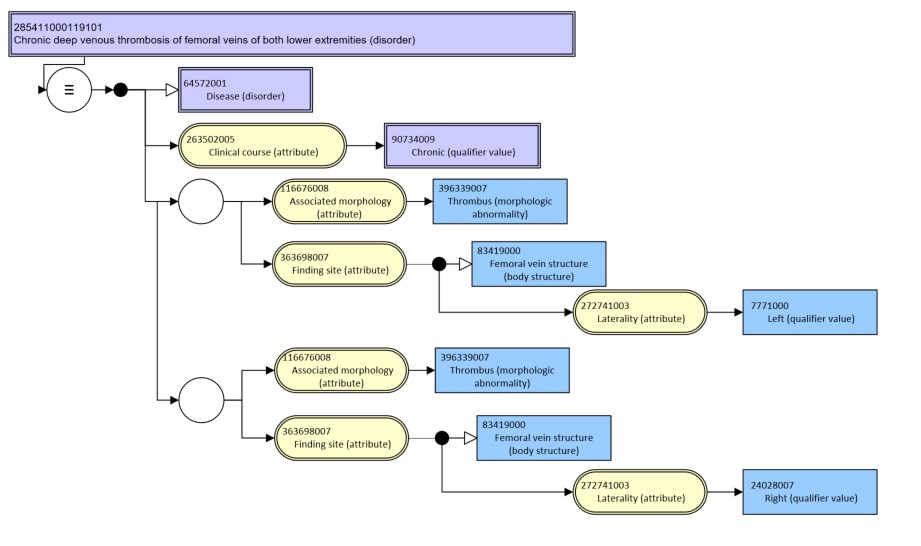 285411000119101
Chronic deep venous thrombosis of femoral veins of both lower extremities (disorder)
≡
64572001
Disease (disorder)
263502005
Clinical course (attribute)
90734009
Chronic (qualifier value)
116676008
Associated morphology
(attribute)
396339007
Thrombus (morphologic
abnormality)
363698007
Finding site (attribute)
83419000
Femoral vein structure
(body structure)
272741003
Laterality (attribute)
7771000
Left (qualifier value)
116676008
Associated morphology
(attribute)
396339007
Thrombus (morphologic
abnormality)
363698007
Finding site (attribute)
83419000
Femoral vein structure
(body structure)
272741003
Laterality (attribute)
24028007
Right (qualifier value)